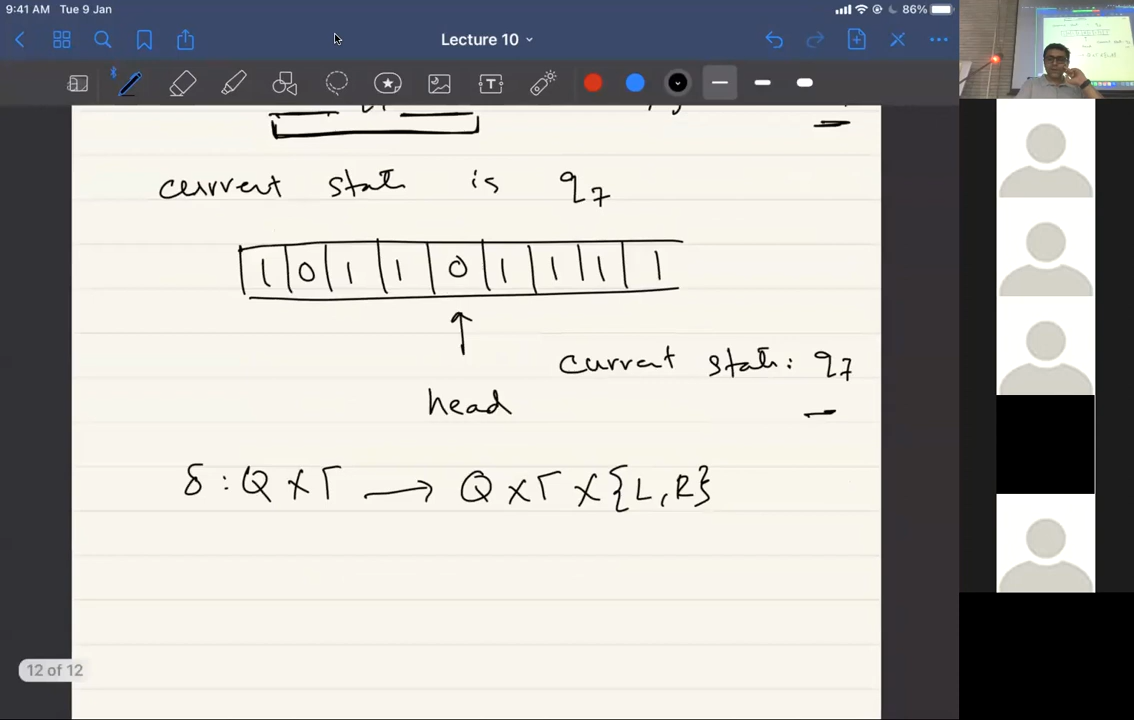 9:41 AM Tue 9 Jan
86%
Lecture 10
current state is q7
1 0 1 1 0 1 1 1 1
head
current state: q7
δ : Q × Γ → Q × Γ × {L, R}
12 of 12